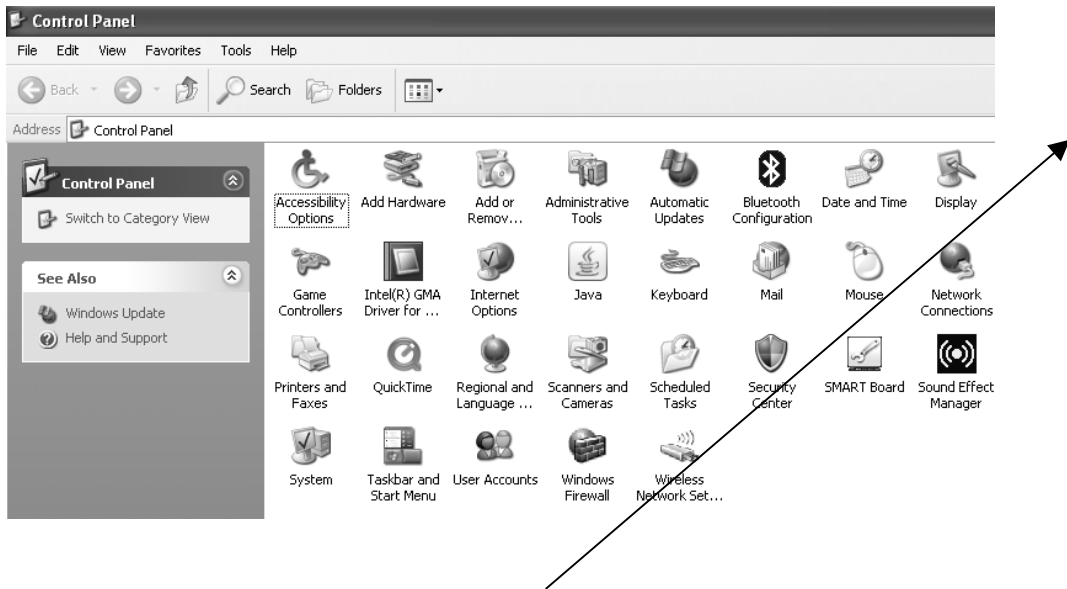 Control Panel
File Edit View Favorites Tools Help
Back Search Folders
Address Control Panel
Control Panel
Switch to Category View
See Also
Windows Update
Help and Support
Accessibility Add Hardware Add or Administrative Automatic Bluetooth Date and Time Display
Options Remov... Tools Updates Configuration
Game Intel(R) GMA Internet Java Keyboard Mail Mouse Network
Controllers Driver for ... Options Connections
Printers and QuickTime Regional and Scanners and Scheduled Security SMART Board Sound Effect
Faxes Language ... Cameras Tasks Center Manager
System Taskbar and User Accounts Windows Wireless
Start Menu Firewall Network Set...